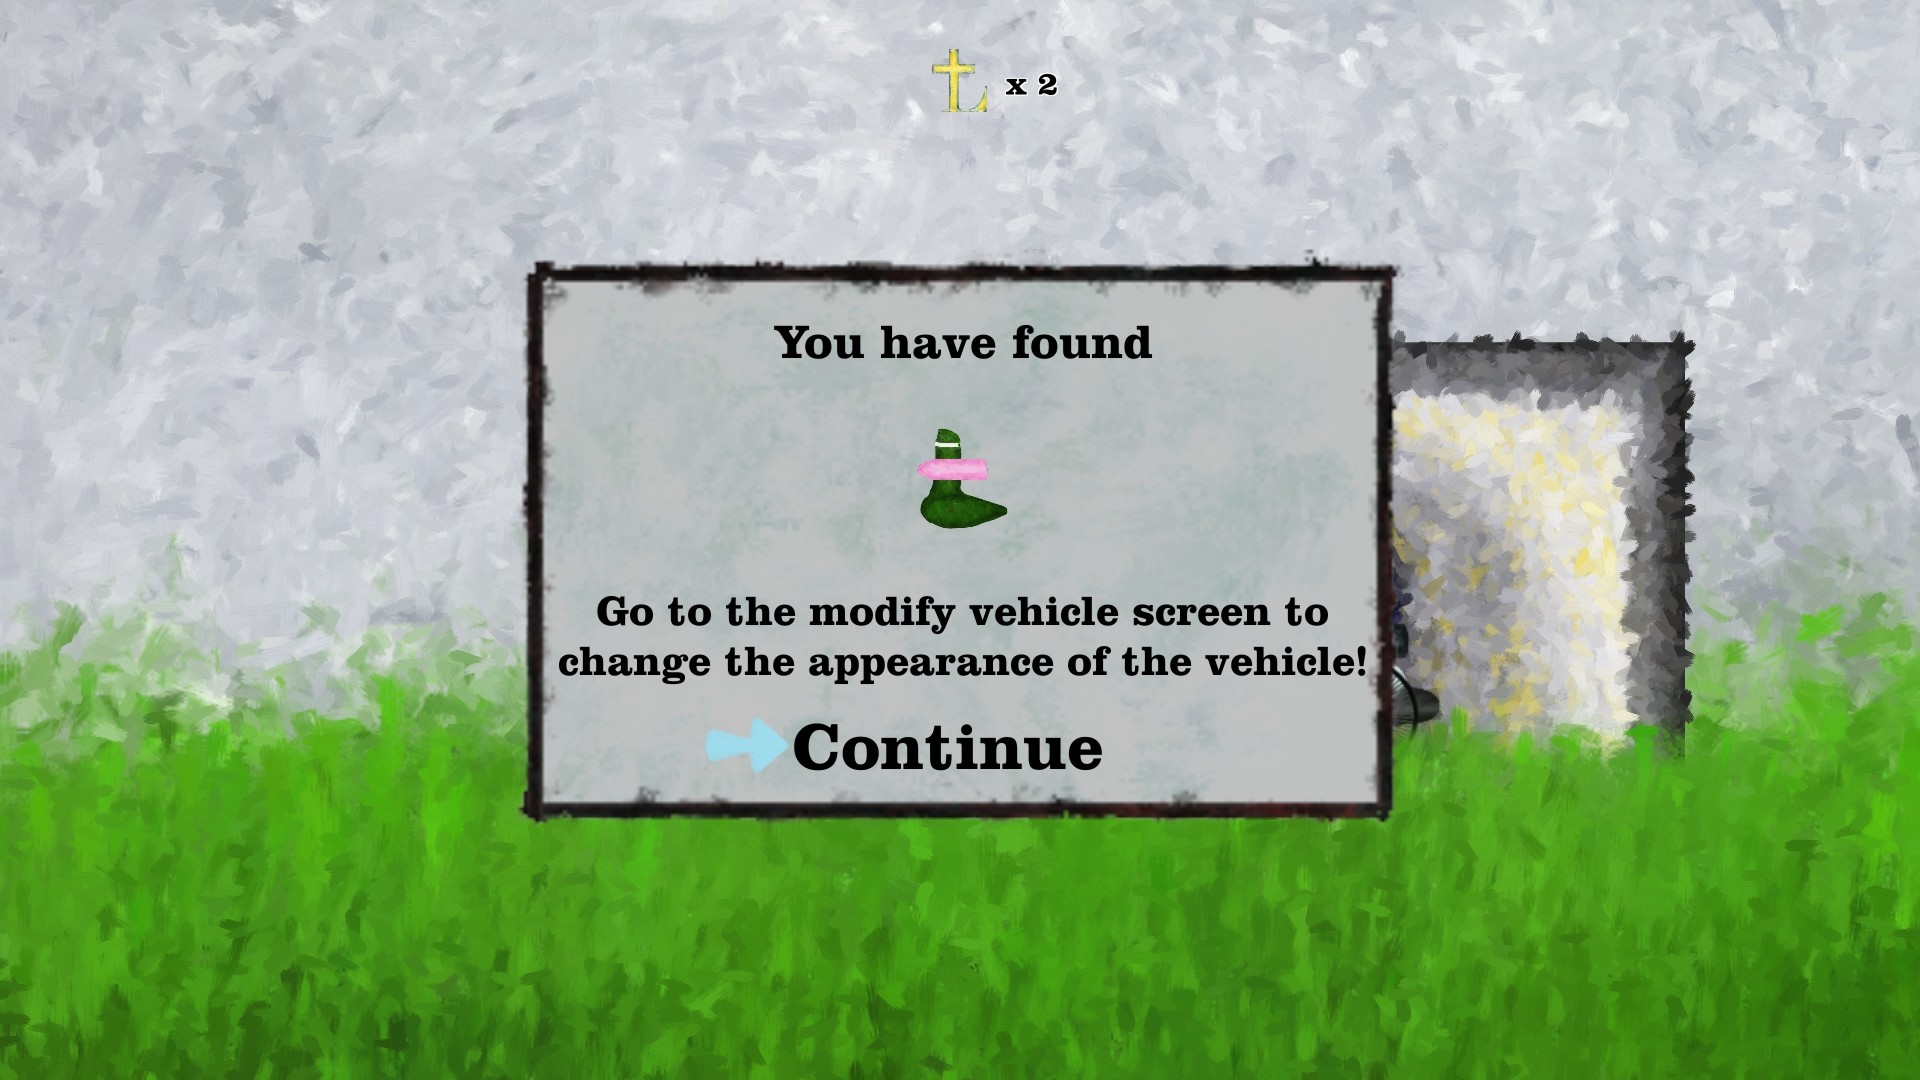 x 2
You have found
Go to the modify vehicle screen to
change the appearance of the vehicle!
Continue